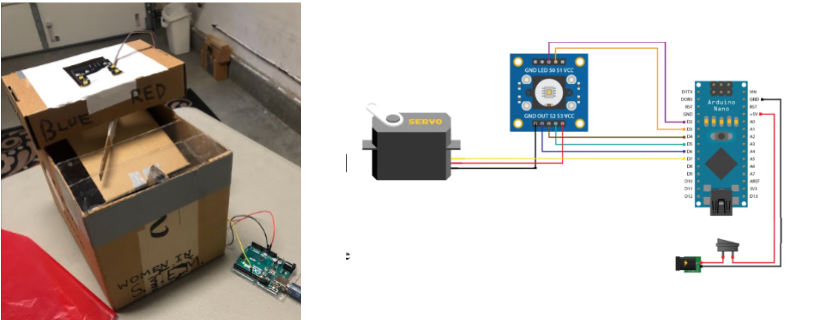 BLUE
RED
2
WOMEN IN
SERVO
GND LED S0 S1 VCC
GND OUT S2 S3 VCC
Arduino
Nano
D1/TX
D0/RX
RST
GND
D2
D3
D4
D5
D6
D7
D8
D9
D10
D11
D12
VIN
GND
RST
+5V
A0
A1
A2
A3
A4
A5
A6
A7
AREF
3V3
D13
e